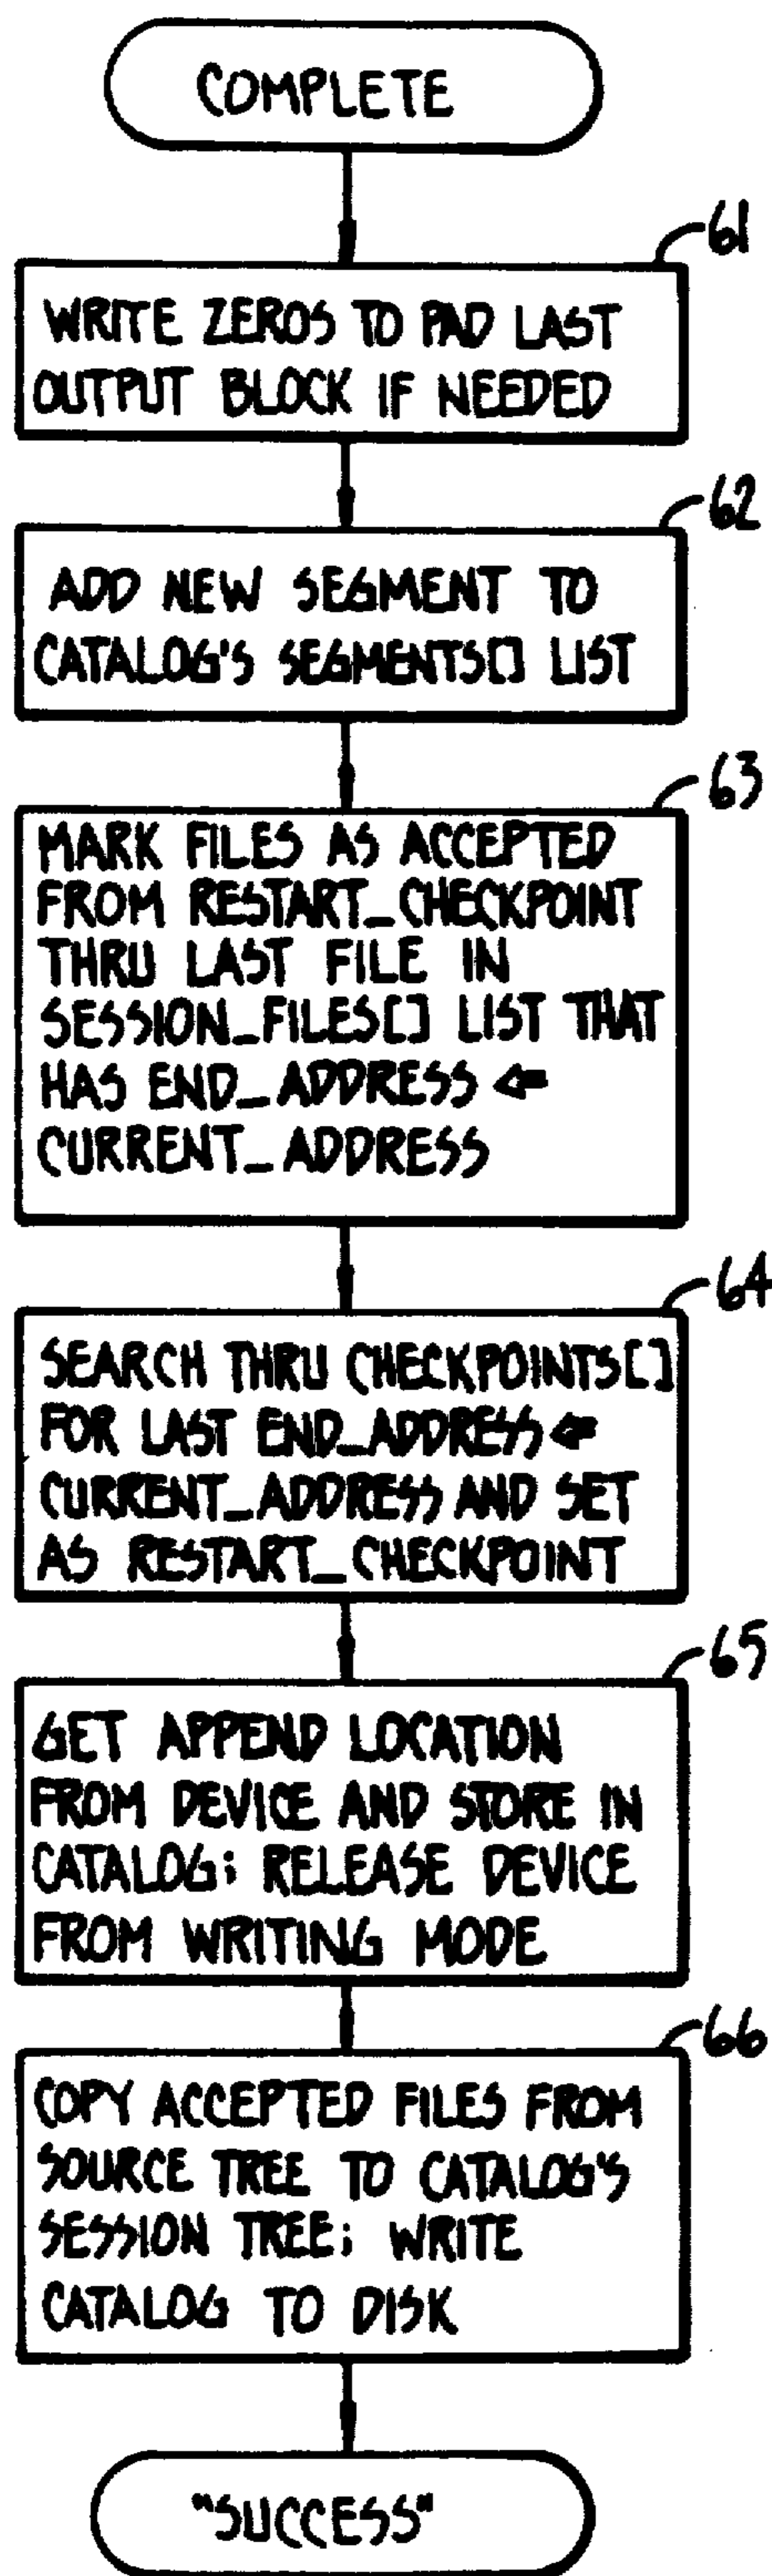 COMPLETE
61
WRITE ZEROS TO PAD LAST
OUTPUT BLOCK IF NEEDED
62
ADD NEW SEGMENT TO
CATALOG'S SEGMENTS[] LIST
63
MARK FILES AS ACCEPTED
FROM RESTART_CHECKPOINT
THRU LAST FILE IN
SESSION_FILES[] LIST THAT
HAS END_ADDRESS <=
CURRENT_ADDRESS
64
SEARCH THRU CHECKPOINTS[]
FOR LAST END_ADDRESS <=
CURRENT_ADDRESS AND SET
AS RESTART_CHECKPOINT
65
GET APPEND LOCATION
FROM DEVICE AND STORE IN
CATALOG; RELEASE DEVICE
FROM WRITING MODE
66
COPY ACCEPTED FILES FROM
SOURCE TREE TO CATALOG'S
SESSION TREE; WRITE
CATALOG TO DISK
"SUCCESS"